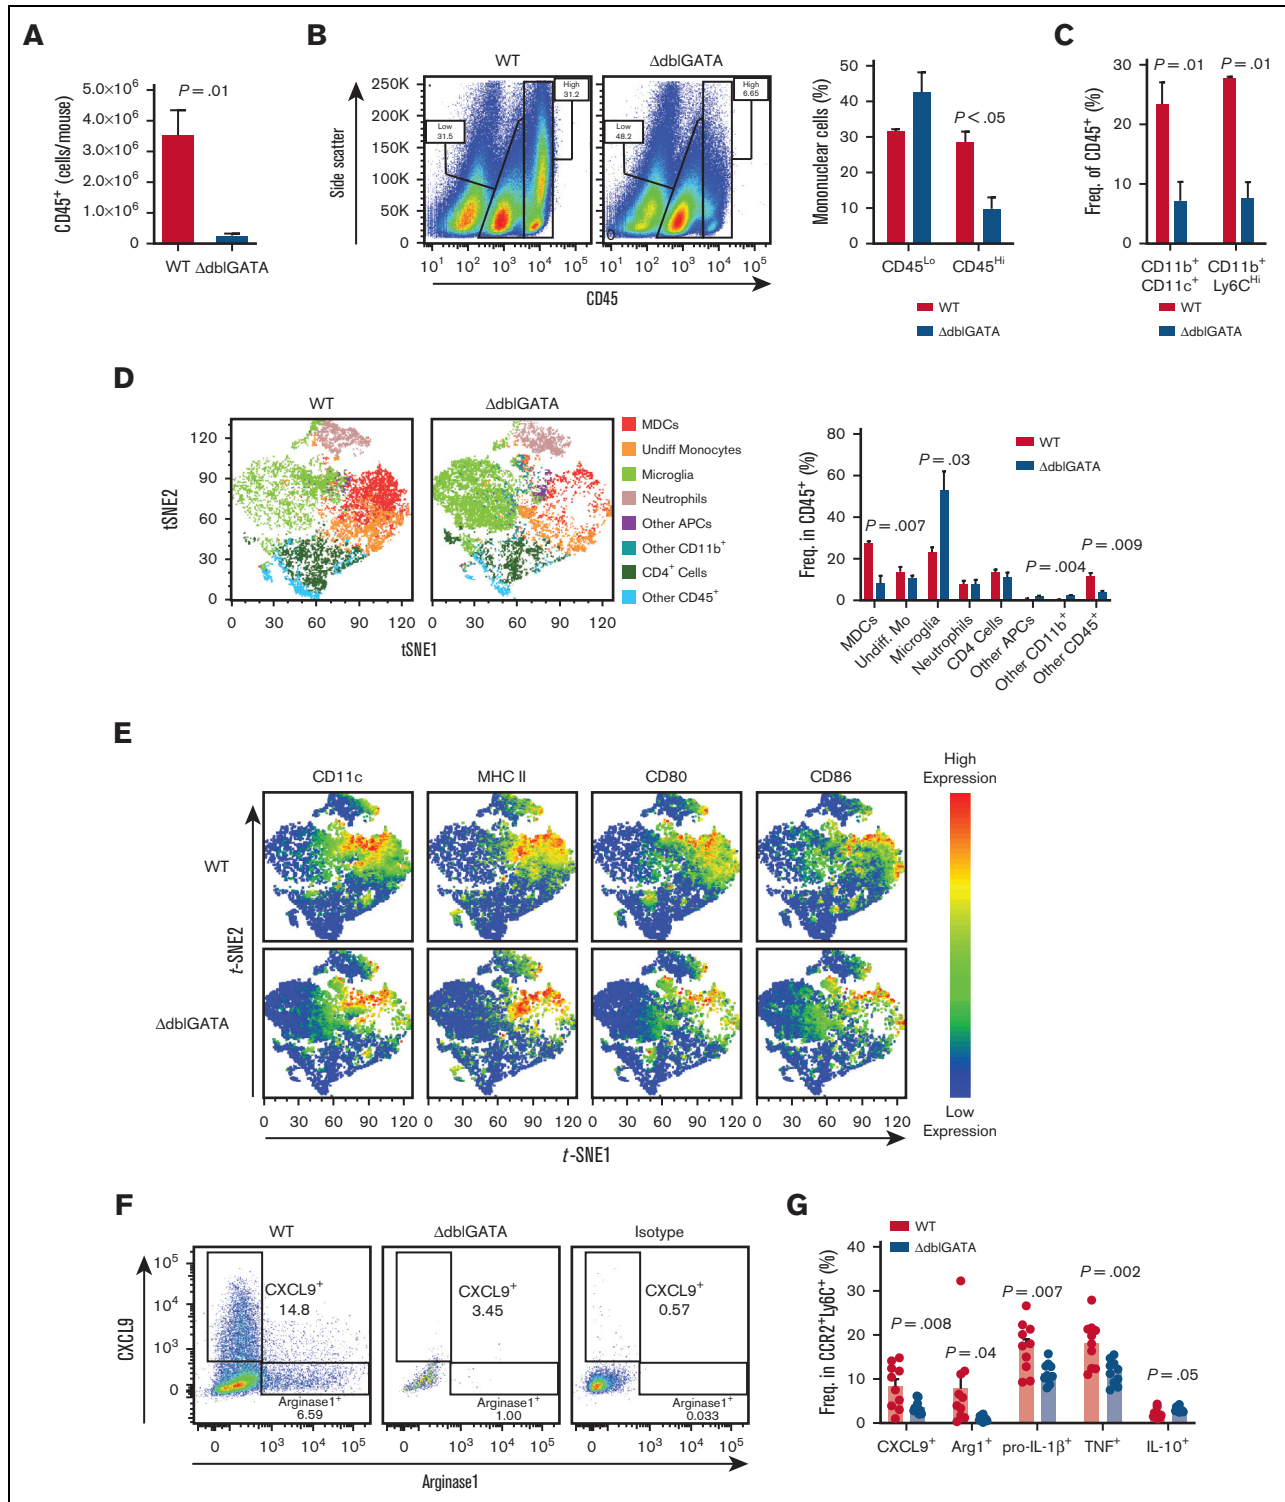 A
CD45⁺ (cells/mouse)
5.0×10⁶
4.0×10⁶
3.0×10⁶
2.0×10⁶
1.0×10⁶
0
P = .01
WT ΔdblGATA
B
WT
ΔdblGATA
Side scatter
250K
200K
150K
100K
50K
0
Low
31.5
High
31.2
Low
48.2
High
6.65
0
10¹ 10² 10³ 10⁴ 10⁵
10¹ 10² 10³ 10⁴ 10⁵
CD45
Mononuclear cells (%)
50
40
30
20
10
0
P < .05
CD45ᴸᵒ CD45ᴴⁱ
WT
ΔdblGATA
C
Freq. of CD45⁺ (%)
30
20
10
0
P = .01 P = .01
CD11b⁺ CD11b⁺
CD11c⁺ Ly6Cᴴⁱ
WT
ΔdblGATA
D
WT
ΔdblGATA
tSNE2
120
90
60
30
0
0 30 60 90 120
0 30 60 90 120
tSNE1
MDCs
Undiff Monocytes
Microglia
Neutrophils
Other APCs
Other CD11b⁺
CD4⁺ Cells
Other CD45⁺
Freq. in CD45⁺ (%)
80
60
40
20
0
WT
ΔdblGATA
P = .007
P = .03
P = .004
P = .009
MDCs
Undiff. Mo
Microglia
Neutrophils
CD4 Cells
Other APCs
Other CD11b⁺
Other CD45⁺
E
CD11c MHC II CD80 CD86
WT
ΔdblGATA
t-SNE2
0 30 60 90 120
0 30 60 90 120
0 30 60 90 120
0 30 60 90 120
t-SNE1
High
Expression
Low
Expression
F
WT ΔdblGATA Isotype
CXCL9
10⁵
10⁴
10³
0
CXCL9⁺
14.8
Arginase1⁺
6.59
CXCL9⁺
3.45
Arginase1⁺
1.00
CXCL9⁺
0.57
Arginase1⁺
0.033
0 10³ 10⁴ 10⁵
0 10³ 10⁴ 10⁵
0 10³ 10⁴ 10⁵
Arginase1
G
WT
ΔdblGATA
Freq. in CCR2⁺Ly6C⁺ (%)
40
30
20
10
0
P = .008
P = .04
P = .007
P = .002
P = .05
CXCL9⁺ Arg1⁺ pro-IL-1β⁺ TNF⁺ IL-10⁺